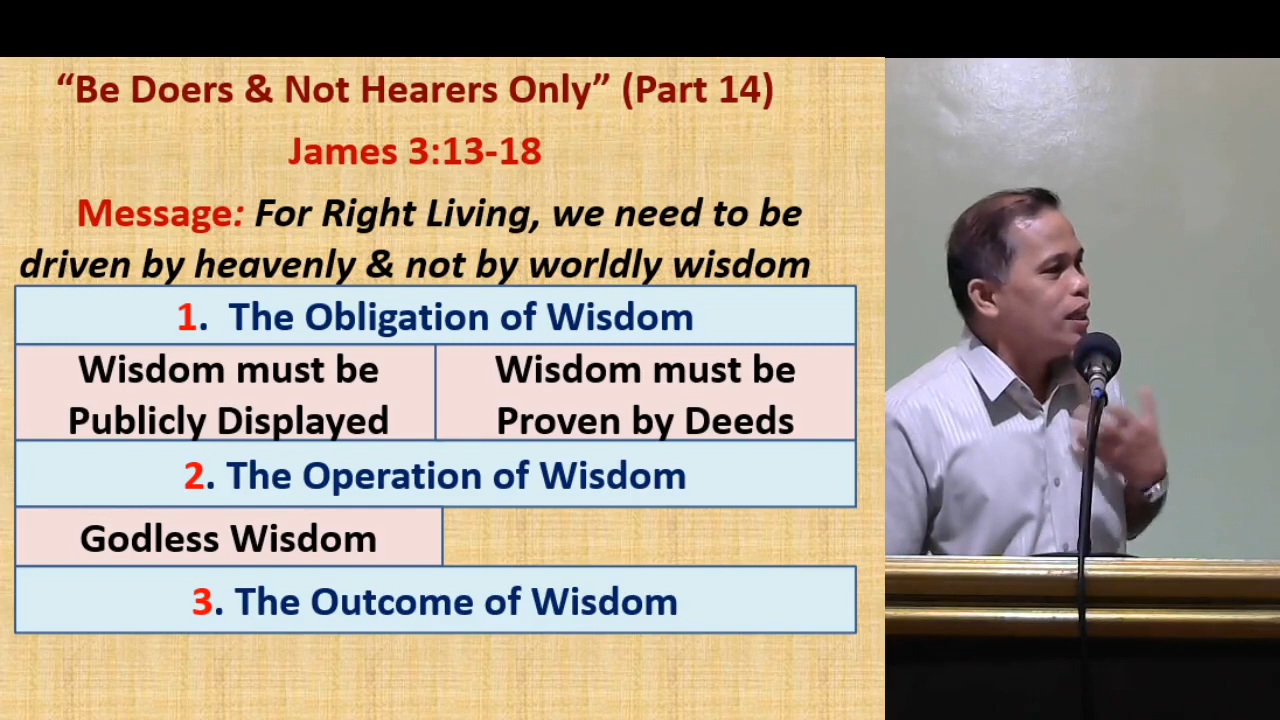 “Be Doers & Not Hearers Only” (Part 14)
James 3:13-18
Message: For Right Living, we need to be
driven by heavenly & not by worldly wisdom
1. The Obligation of Wisdom
Wisdom must be
Publicly Displayed
Wisdom must be
Proven by Deeds
2. The Operation of Wisdom
Godless Wisdom
3. The Outcome of Wisdom